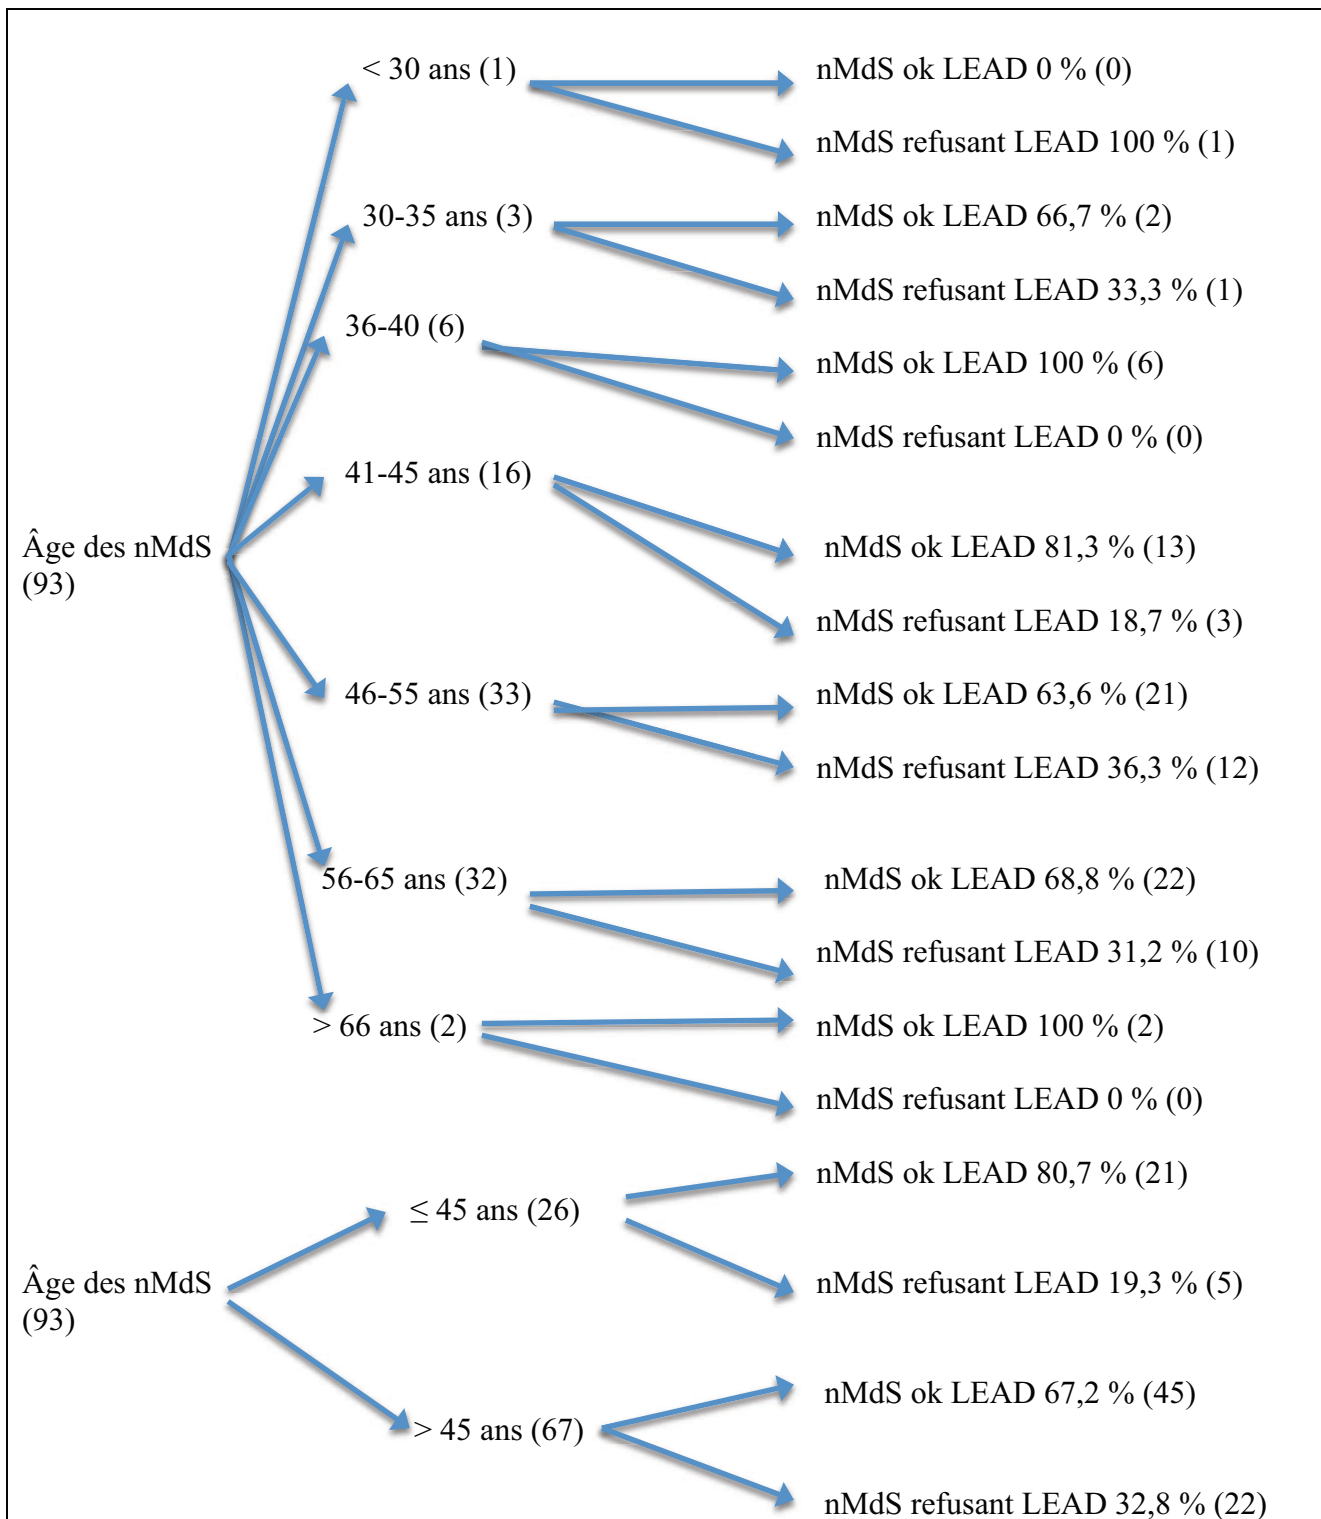 < 30 ans (1)
nMdS ok LEAD 0 % (0)
nMdS refusant LEAD 100 % (1)
30-35 ans (3)
nMdS ok LEAD 66,7 % (2)
nMdS refusant LEAD 33,3 % (1)
36-40 (6)
nMdS ok LEAD 100 % (6)
nMdS refusant LEAD 0 % (0)
41-45 ans (16)
nMdS ok LEAD 81,3 % (13)
nMdS refusant LEAD 18,7 % (3)
Âge des nMdS
(93)
46-55 ans (33)
nMdS ok LEAD 63,6 % (21)
nMdS refusant LEAD 36,3 % (12)
56-65 ans (32)
nMdS ok LEAD 68,8 % (22)
nMdS refusant LEAD 31,2 % (10)
> 66 ans (2)
nMdS ok LEAD 100 % (2)
nMdS refusant LEAD 0 % (0)
Âge des nMdS
(93)
≤ 45 ans (26)
nMdS ok LEAD 80,7 % (21)
nMdS refusant LEAD 19,3 % (5)
> 45 ans (67)
nMdS ok LEAD 67,2 % (45)
nMdS refusant LEAD 32,8 % (22)